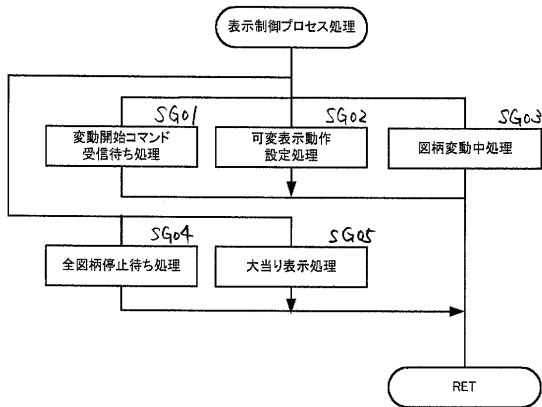 表示制御プロセス処理
SG01
SG02
SG03
変動開始コマンド
受信待ち処理
可変表示動作
設定処理
図柄変動中処理
SG04
SG05
全図柄停止待ち処理
大当り表示処理
RET